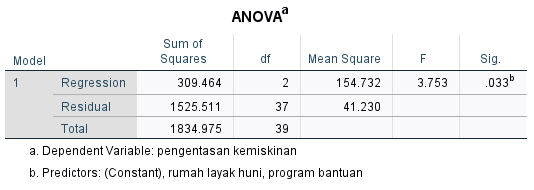 ANOVAa
Model Sum of Squares df Mean Square F Sig.
1 Regression 309.464 2 154.732 3.753 .033b
Residual 1525.511 37 41.230
Total 1834.975 39
a. Dependent Variable: pengentasan kemiskinan
b. Predictors: (Constant), rumah layak huni, program bantuan